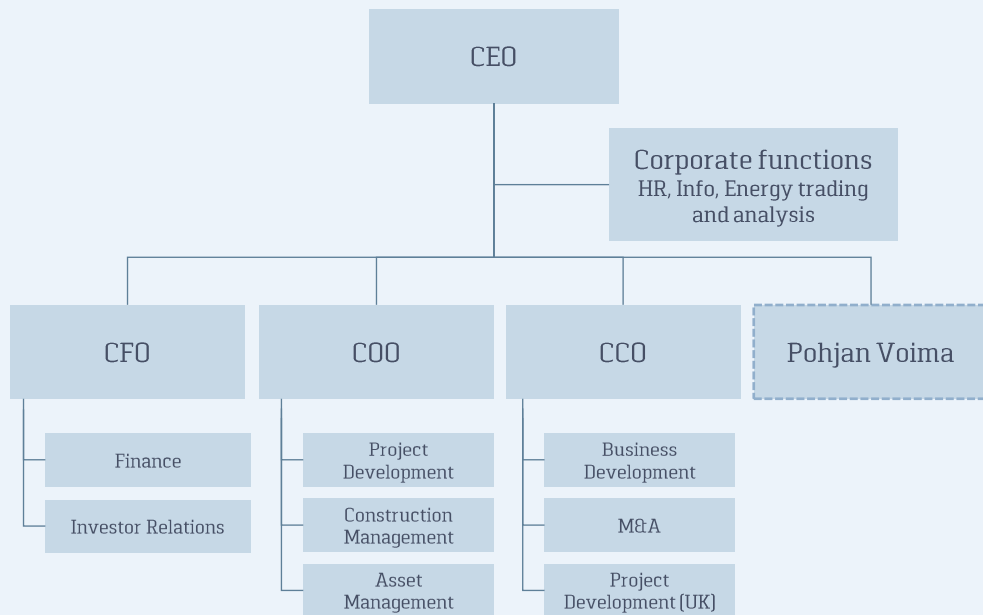 CEO
Corporate functions
HR, Info, Energy trading
and analysis
CFO
COO
CCO
Pohjan Voima
Finance
Investor Relations
Project
Development
Construction
Management
Asset
Management
Business
Development
M&A
Project
Development (UK)